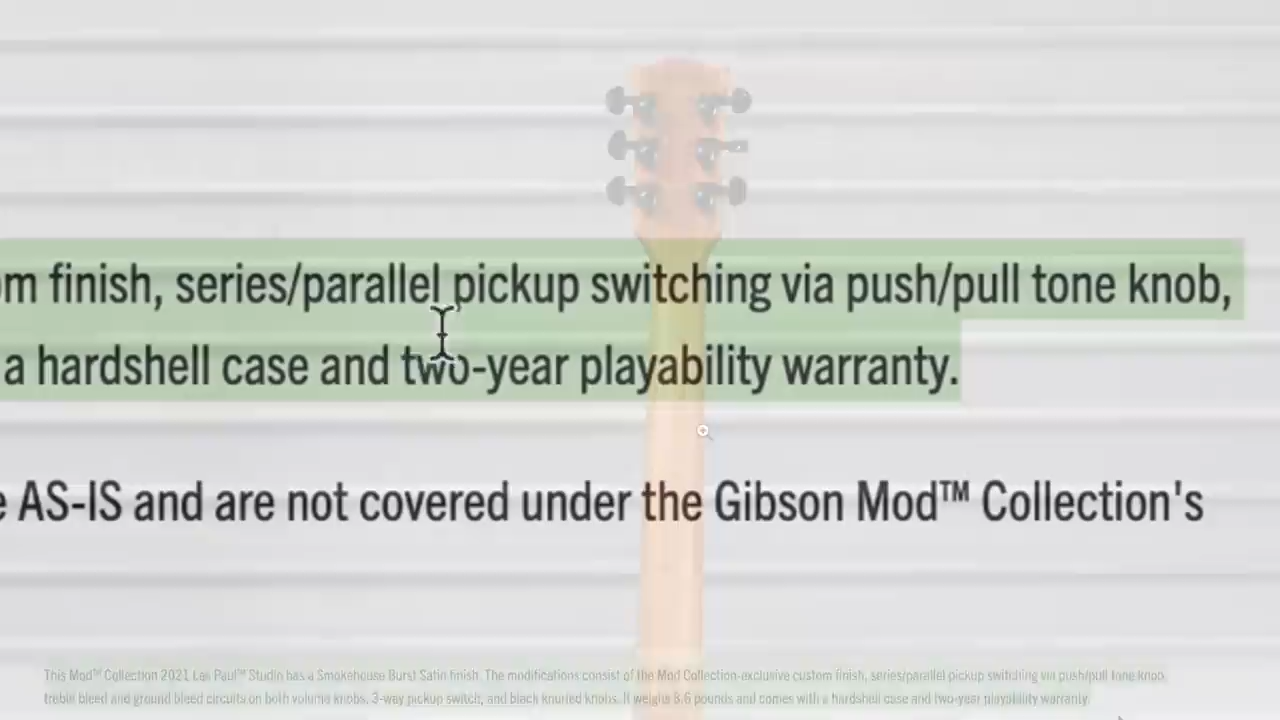 om finish, series/parallel pickup switching via push/pull tone knob,
a hardshell case and two-year playability warranty.
e AS-IS and are not covered under the Gibson Mod™ Collection's
This Mod™ Collection 2021 Les Paul™ Studio has a Smokehouse Burst Satin finish. The modifications consist of the Mod Collection-exclusive custom finish, series/parallel pickup switching via push/pull tone knob,
treble bleed and ground bleed circuits on both volume knobs, 3-way pickup switch, and black knurled knobs. It weighs 8.6 pounds and comes with a hardshell case and two-year playability warranty.